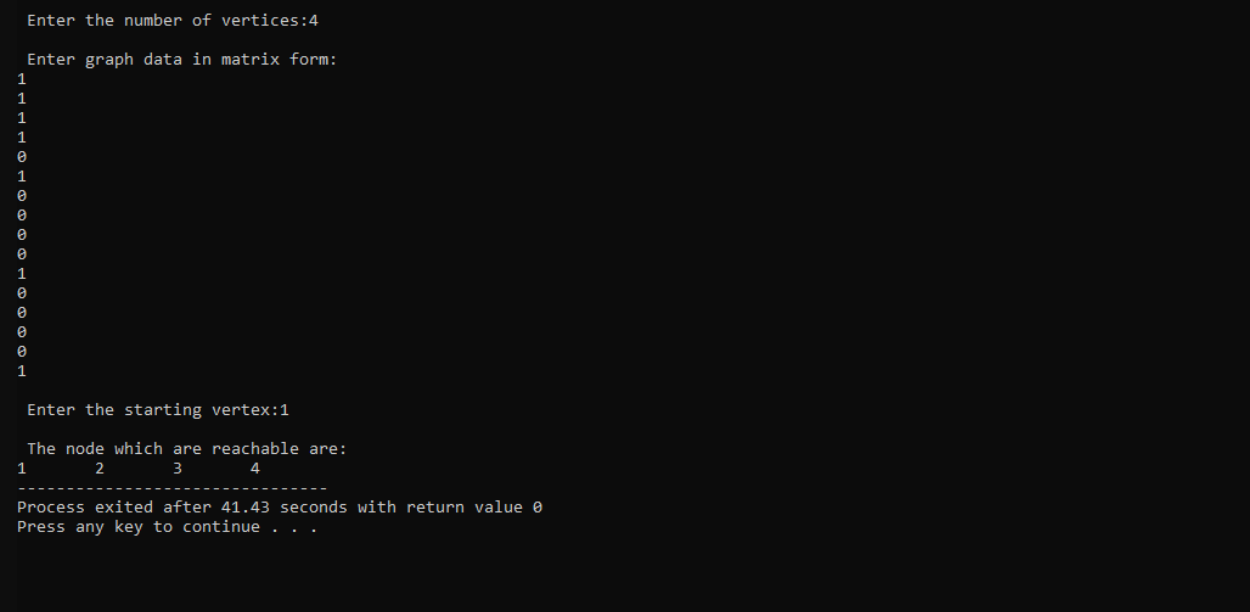 Enter the number of vertices:4
Enter graph data in matrix form:
1
1
1
1
0
1
0
0
0
0
1
0
0
0
0
1
Enter the starting vertex:1
The node which are reachable are:
1 2 3 4
--------------------------------
Process exited after 41.43 seconds with return value 0
Press any key to continue . . .